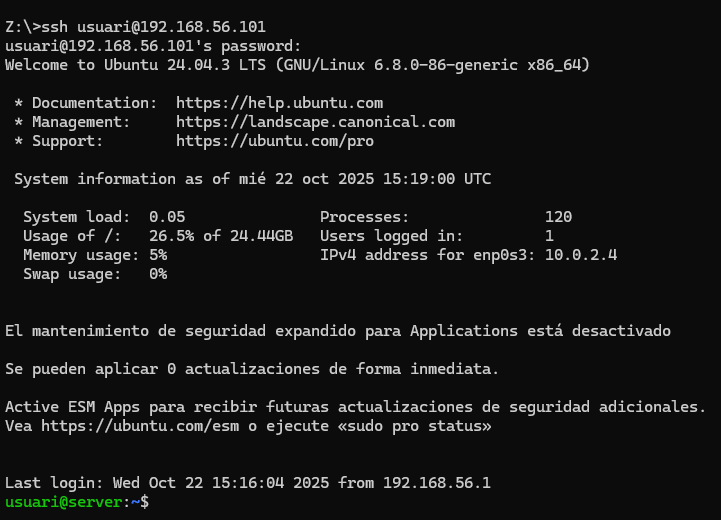 Z:\>ssh usuari@192.168.56.101
usuari@192.168.56.101's password:
Welcome to Ubuntu 24.04.3 LTS (GNU/Linux 6.8.0-86-generic x86_64)
* Documentation:  https://help.ubuntu.com
* Management:     https://landscape.canonical.com
* Support:        https://ubuntu.com/pro
System information as of mié 22 oct 2025 15:19:00 UTC
System load:  0.05               Processes:               120
Usage of /:   26.5% of 24.44GB   Users logged in:         1
Memory usage: 5%                 IPv4 address for enp0s3: 10.0.2.4
Swap usage:   0%
El mantenimiento de seguridad expandido para Applications está desactivado
Se pueden aplicar 0 actualizaciones de forma inmediata.
Active ESM Apps para recibir futuras actualizaciones de seguridad adicionales.
Vea https://ubuntu.com/esm o ejecute «sudo pro status»
Last login: Wed Oct 22 15:16:04 2025 from 192.168.56.1
usuari@server:~$